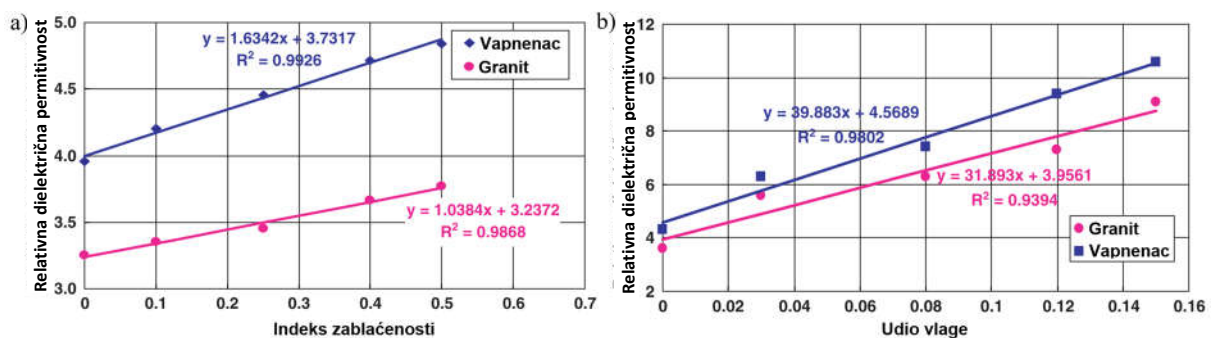 a)
Relativna dielektrična permitivnost
5.0
4.5
4.0
3.5
3.0
y = 1.6342x + 3.7317
R² = 0.9926
Vapnenac
Granit
y = 1.0384x + 3.2372
R² = 0.9868
0 0.1 0.2 0.3 0.4 0.5 0.6 0.7
Indeks zablaćenosti
b)
Relativna dielektrična permitivnost
12
10
8
6
4
2
y = 39.883x + 4.5689
R² = 0.9802
y = 31.893x + 3.9561
R² = 0.9394
Granit
Vapnenac
0 0.02 0.04 0.06 0.08 0.1 0.12 0.14 0.16
Udio vlage